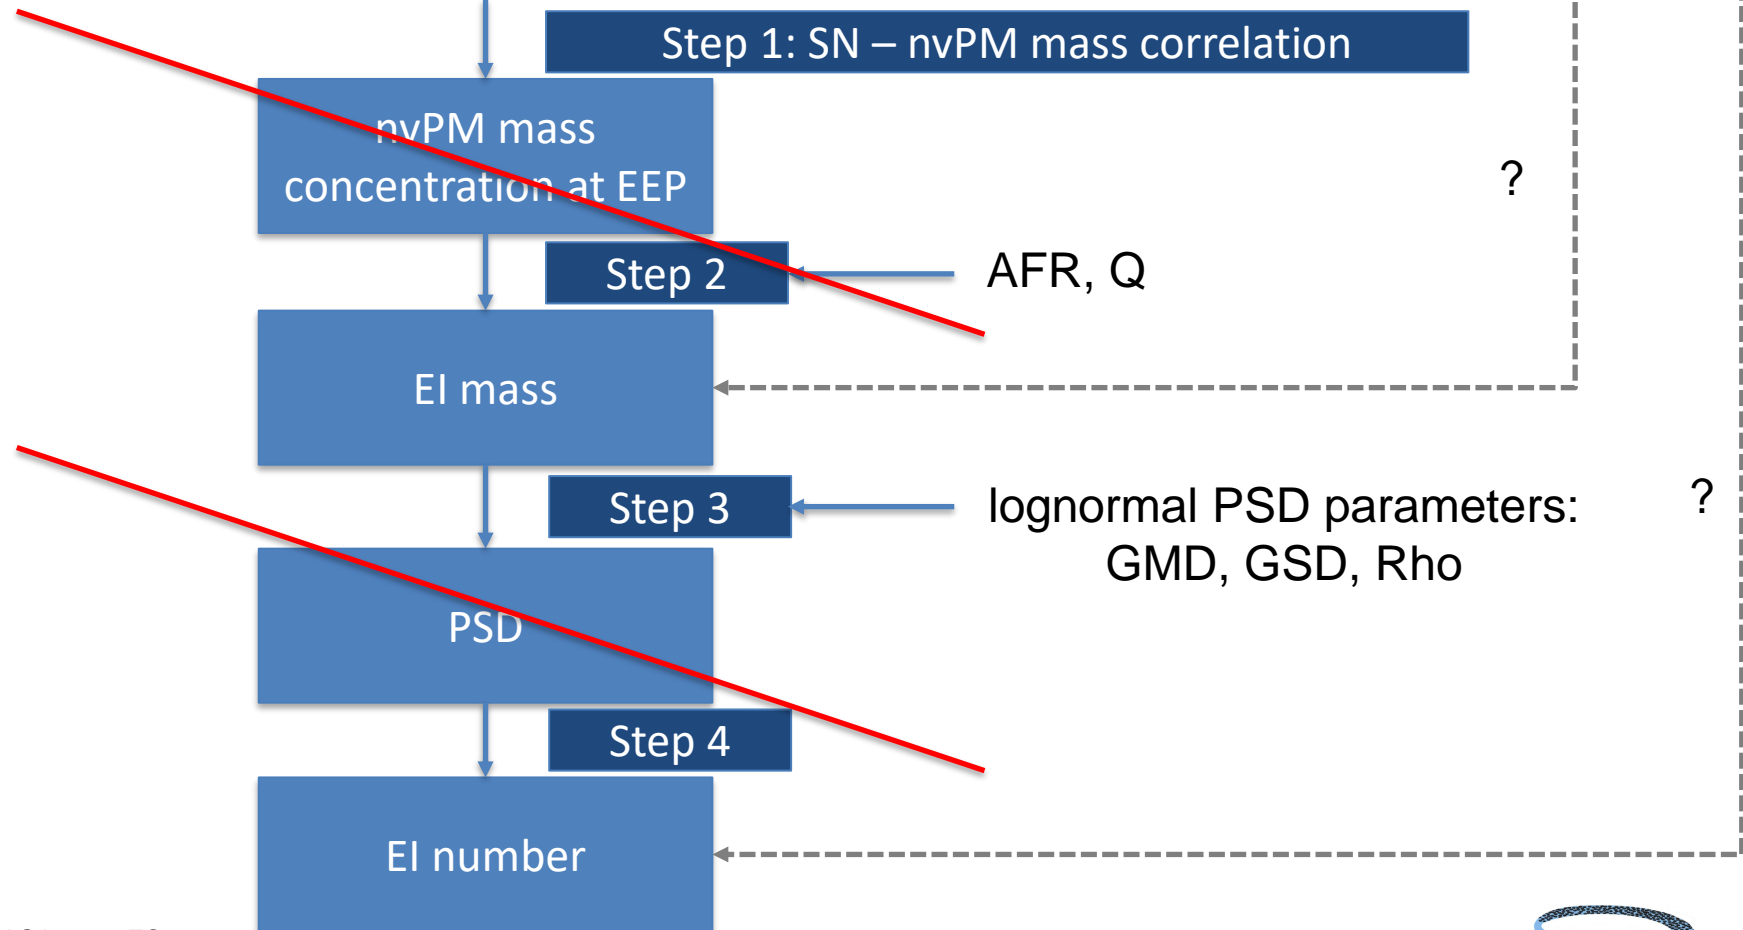 Step 1: SN – nvPM mass correlation
nvPM mass
concentration at EEP
?
Step 2
AFR, Q
EI mass
Step 3
lognormal PSD parameters:
GMD, GSD, Rho
?
PSD
Step 4
EI number